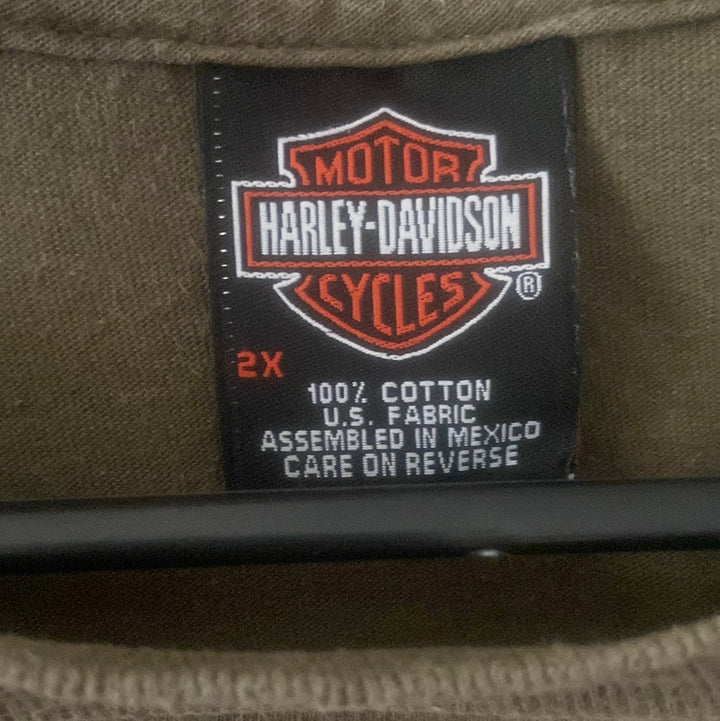 MOTOR
HARLEY-DAVIDSON
CYCLES
®
2X
100% COTTON
U.S. FABRIC
ASSEMBLED IN MEXICO
CARE ON REVERSE